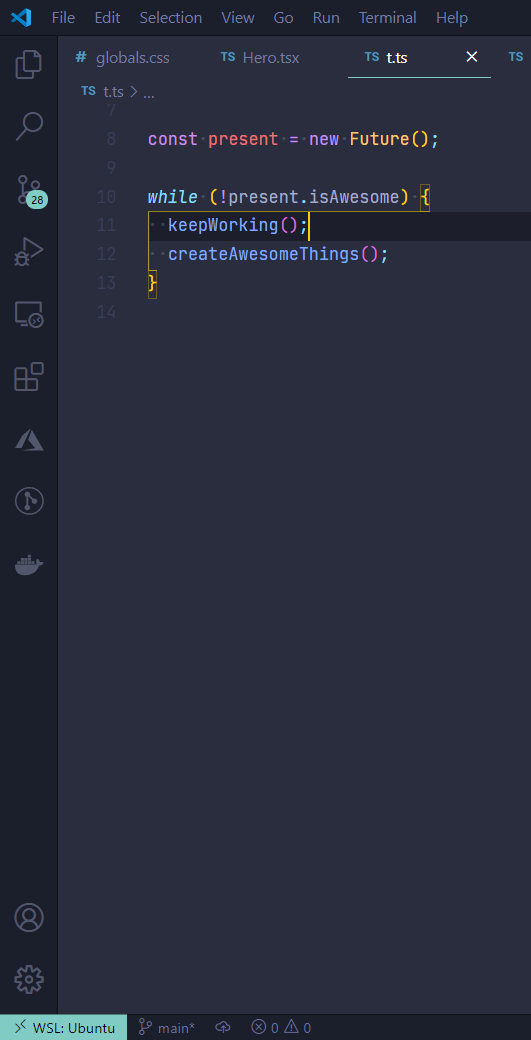 File Edit Selection View Go Run Terminal Help
# globals.css TS Hero.tsx TS t.ts × TS
TS t.ts > ...
7
8 const present = new Future();
9
10 while (!present.isAwesome) {
28
11 keepWorking();
12 createAwesomeThings();
13 }
14
WSL: Ubuntu main* 0 0